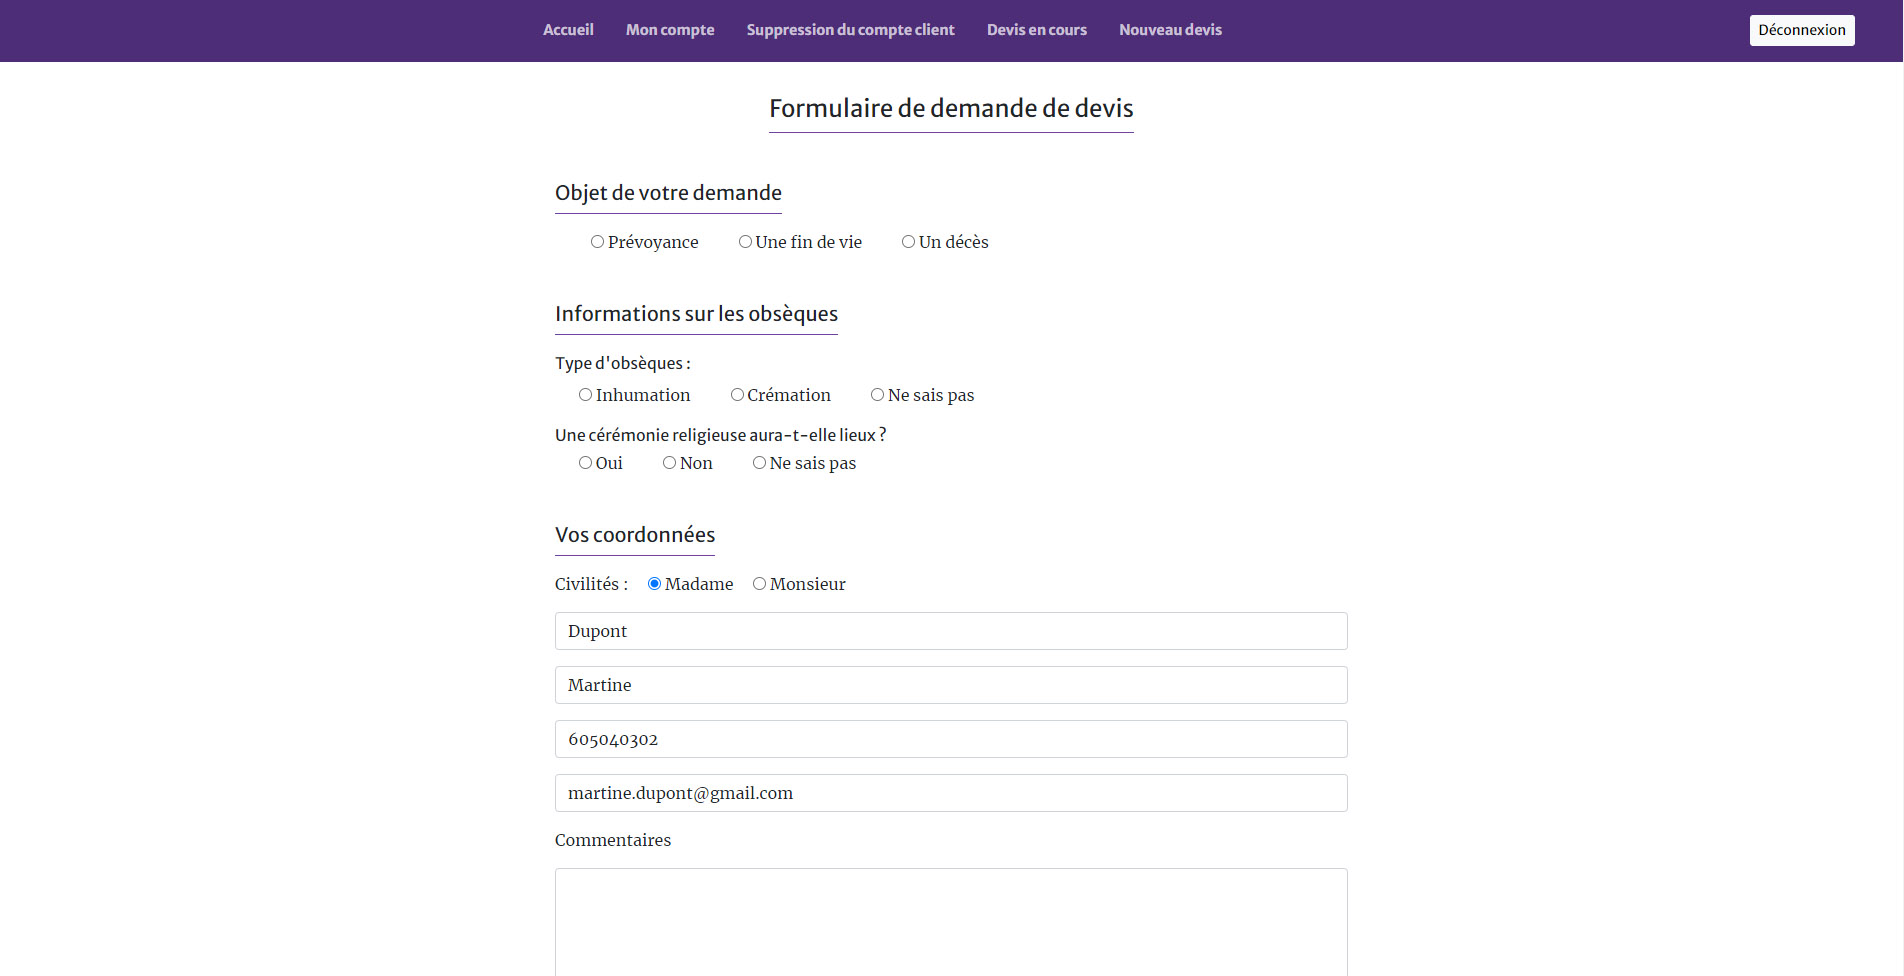 Accueil Mon compte Suppression du compte client Devis en cours Nouveau devis Déconnexion
Formulaire de demande de devis
Objet de votre demande
Prévoyance Une fin de vie Un décès
Informations sur les obsèques
Type d'obsèques :
Inhumation Crémation Ne sais pas
Une cérémonie religieuse aura-t-elle lieux ?
Oui Non Ne sais pas
Vos coordonnées
Civilités : Madame Monsieur
Dupont
Martine
605040302
martine.dupont@gmail.com
Commentaires